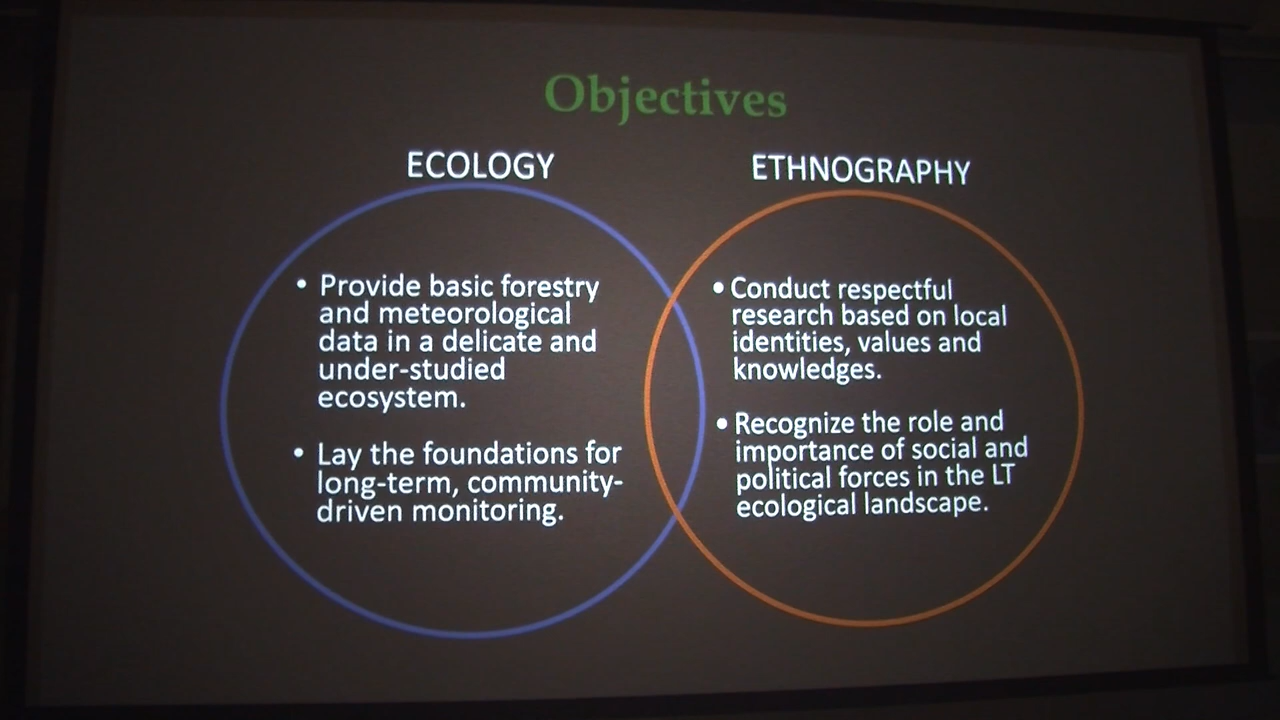 Objectives
ECOLOGY
• Provide basic forestry
and meteorological
data in a delicate and
under-studied
ecosystem.
• Lay the foundations for
long-term, community-
driven monitoring.
ETHNOGRAPHY
• Conduct respectful
research based on local
identities, values and
knowledges.
• Recognize the role and
importance of social and
political forces in the LT
ecological landscape.